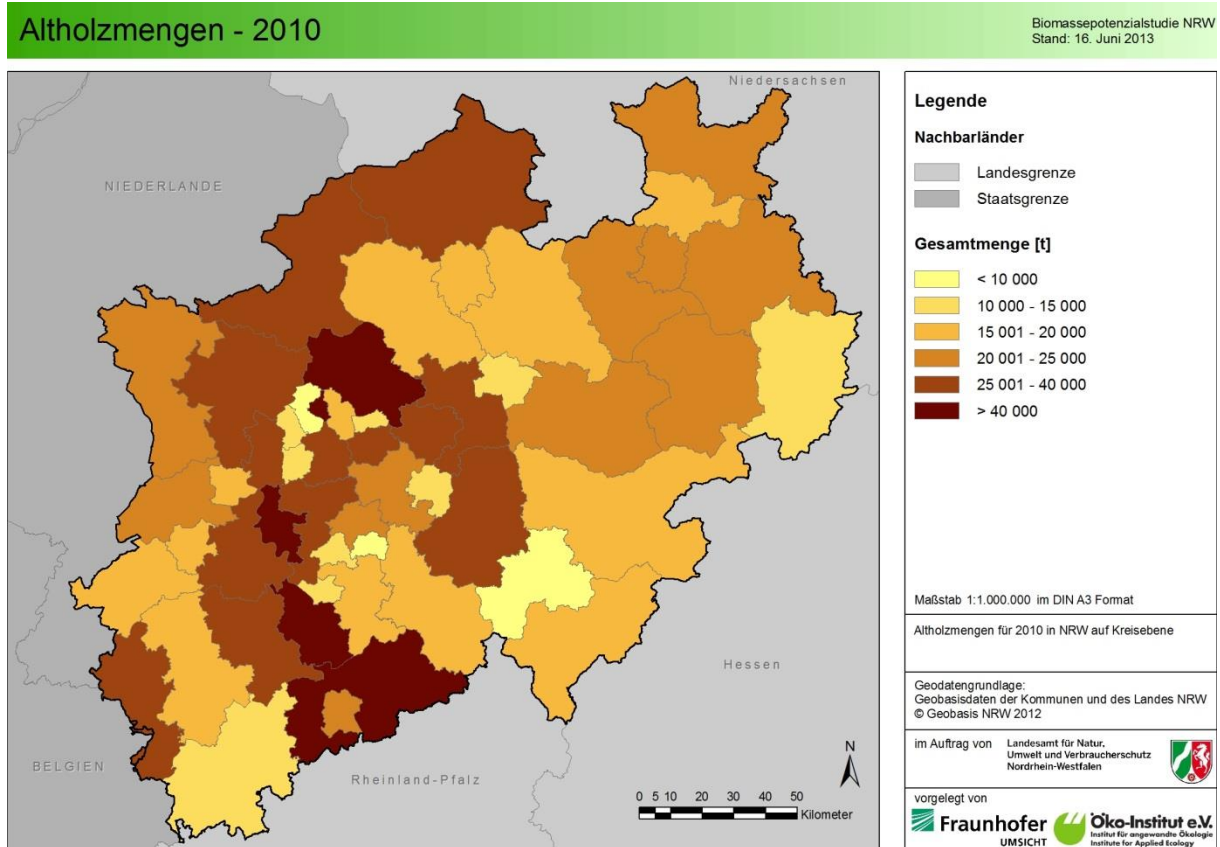 Altholzmengen - 2010
Biomassepotenzialstudie NRW
Stand: 16. Juni 2013
Niedersachsen
NIEDERLANDE
BELGIEN
Rheinland-Pfalz
Hessen
N
0 5 10 20 30 40 50
Kilometer
Legende
Nachbarländer
Landesgrenze
Staatsgrenze
Gesamtmenge [t]
< 10 000
10 000 - 15 000
15 001 - 20 000
20 001 - 25 000
25 001 - 40 000
> 40 000
Maßstab 1:1.000.000 im DIN A3 Format
Altholzmengen für 2010 in NRW auf Kreisebene
Geodatengrundlage:
Geobasisdaten der Kommunen und des Landes NRW
© Geobasis NRW 2012
im Auftrag von
Landesamt für Natur,
Umwelt und Verbraucherschutz
Nordrhein-Westfalen
vorgelegt von
Fraunhofer
UMSICHT
Öko-Institut e.V.
Institut für angewandte Ökologie
Institute for Applied Ecology